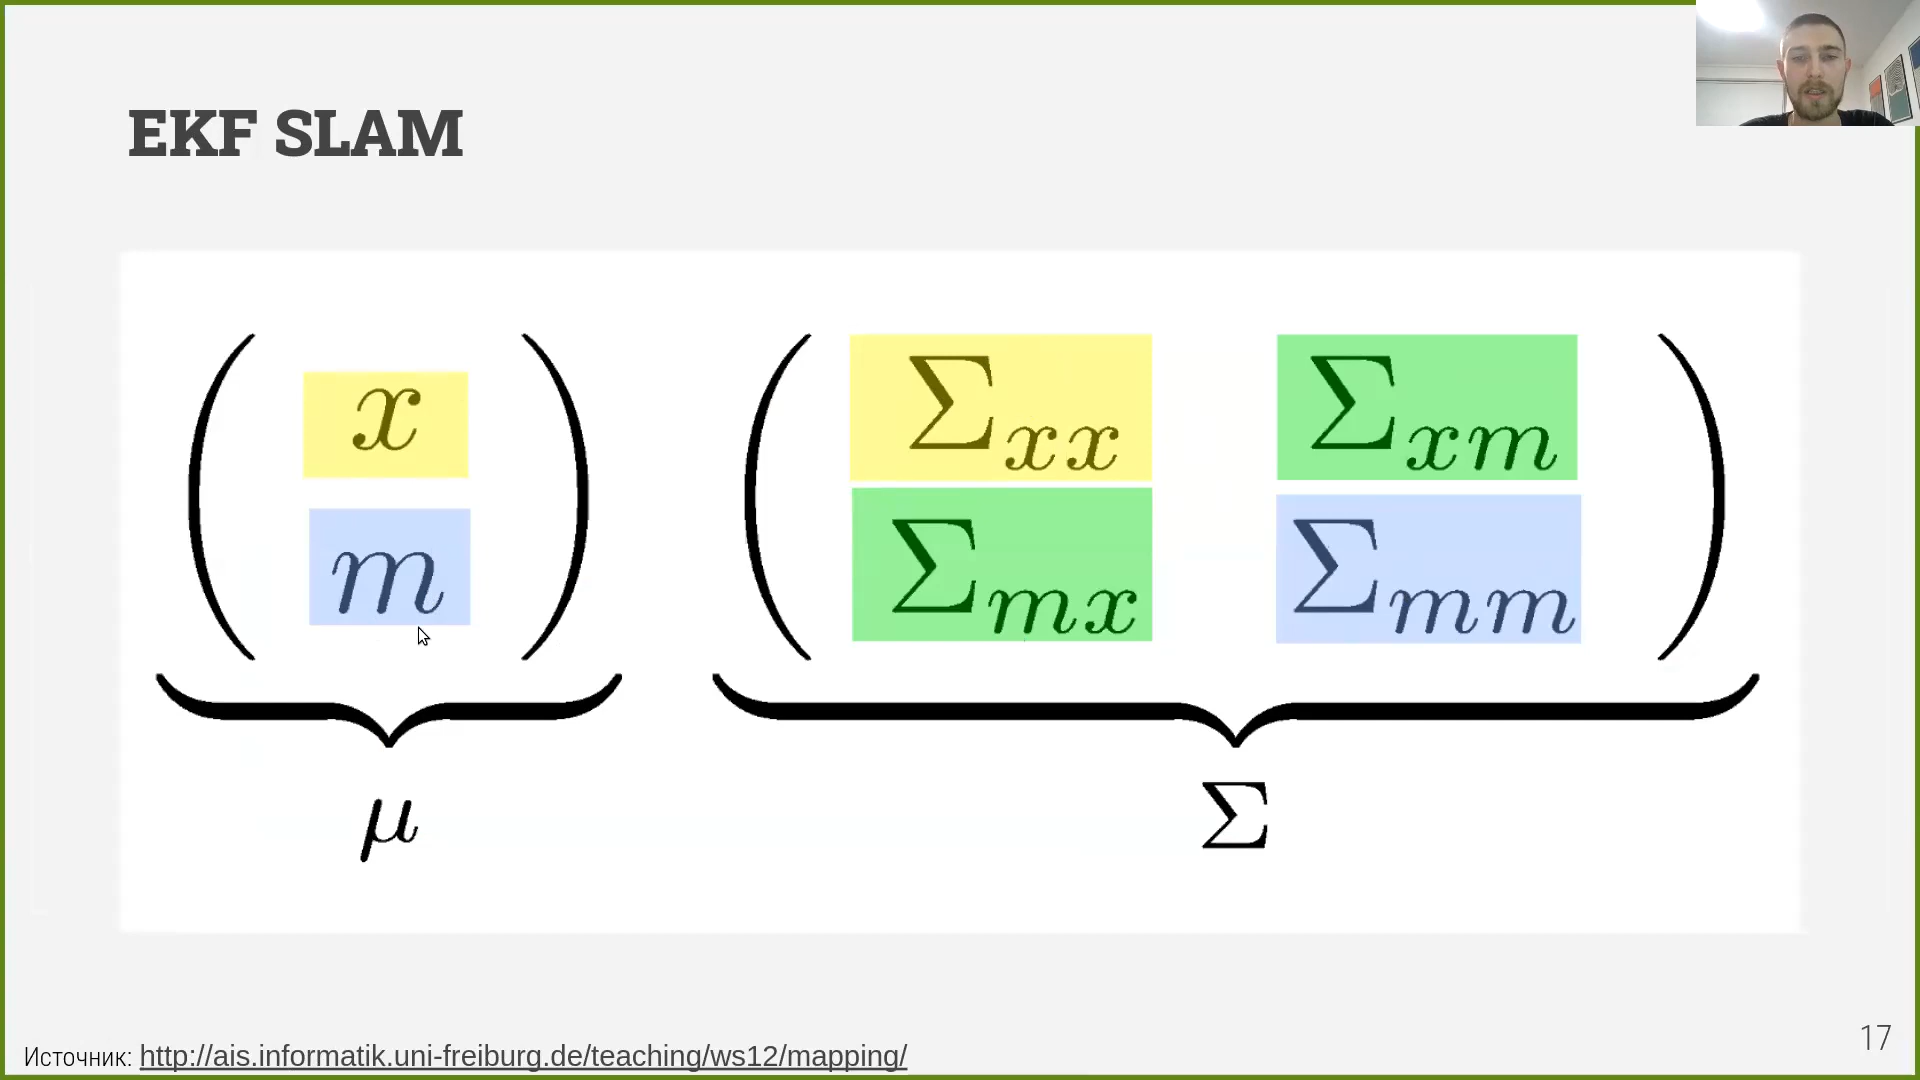 EKF SLAM
x
m
Σxx Σxm
Σmx Σmm
μ
Σ
Источник: http://ais.informatik.uni-freiburg.de/teaching/ws12/mapping/
17